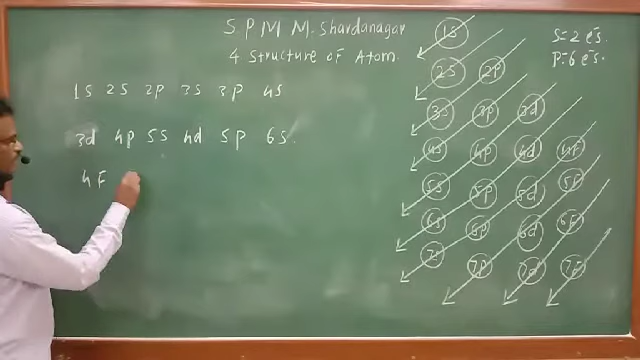 S.P.M.M. Shardanagar
4 Structure of Atom.
S=2 es.
P=6 es.
1s 2s 2p 3s 3p 4s
3d 4p 5s 4d 5p 6s
4F
1s
2s 2p
3s 3p 3d
4s 4p 4d 4F
5s 5p 5d 5F
6s 6p 6d 6F
7s 7p 7d 7F